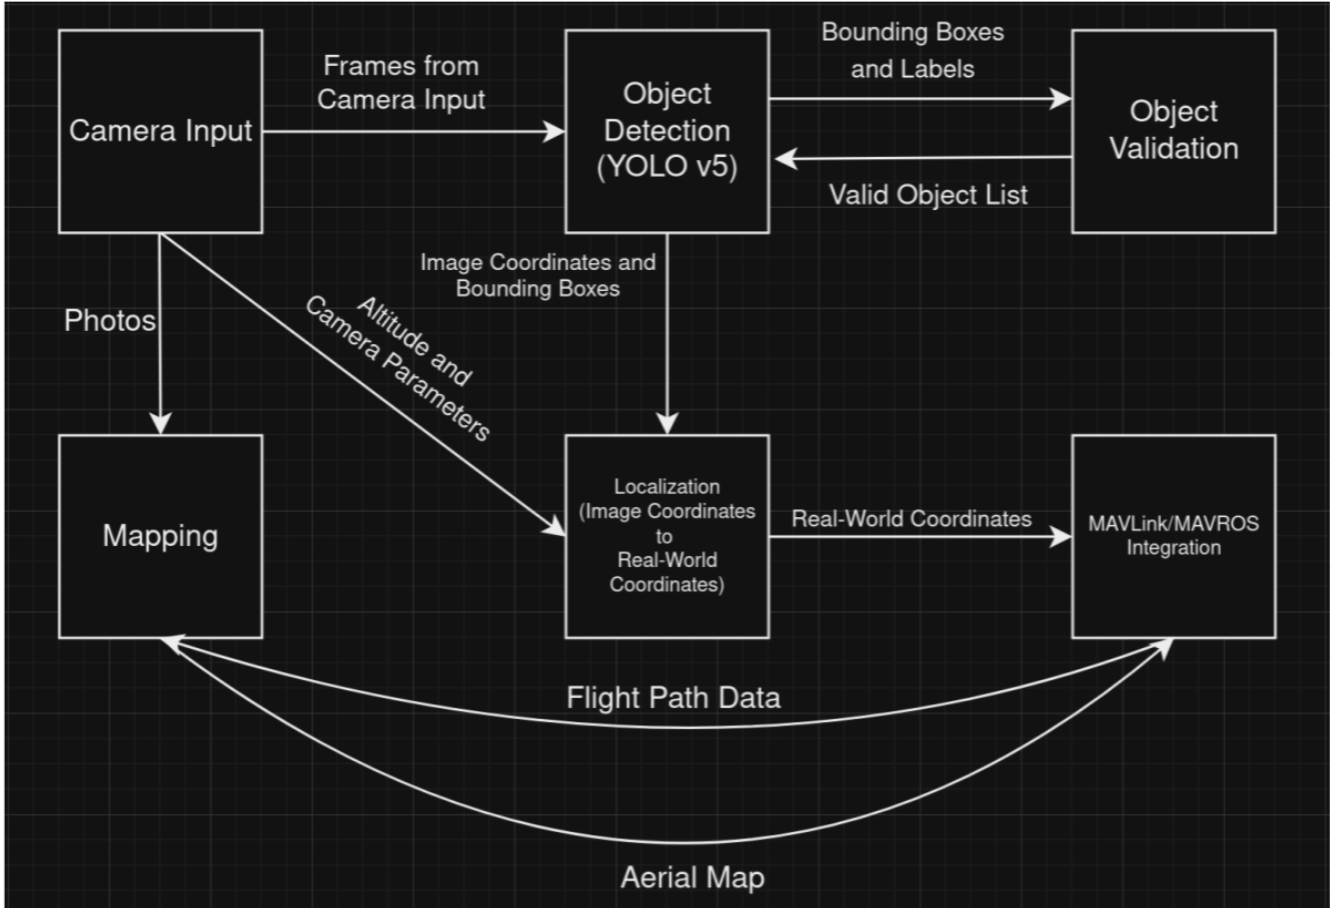 Camera Input
Frames from
Camera Input
Object
Detection
(YOLO v5)
Bounding Boxes
and Labels
Valid Object List
Object
Validation
Photos
Altitude and
Camera Parameters
Image Coordinates and
Bounding Boxes
Mapping
Localization
(Image Coordinates
to
Real-World
Coordinates)
Real-World Coordinates
MAVLink/MAVROS
Integration
Flight Path Data
Aerial Map